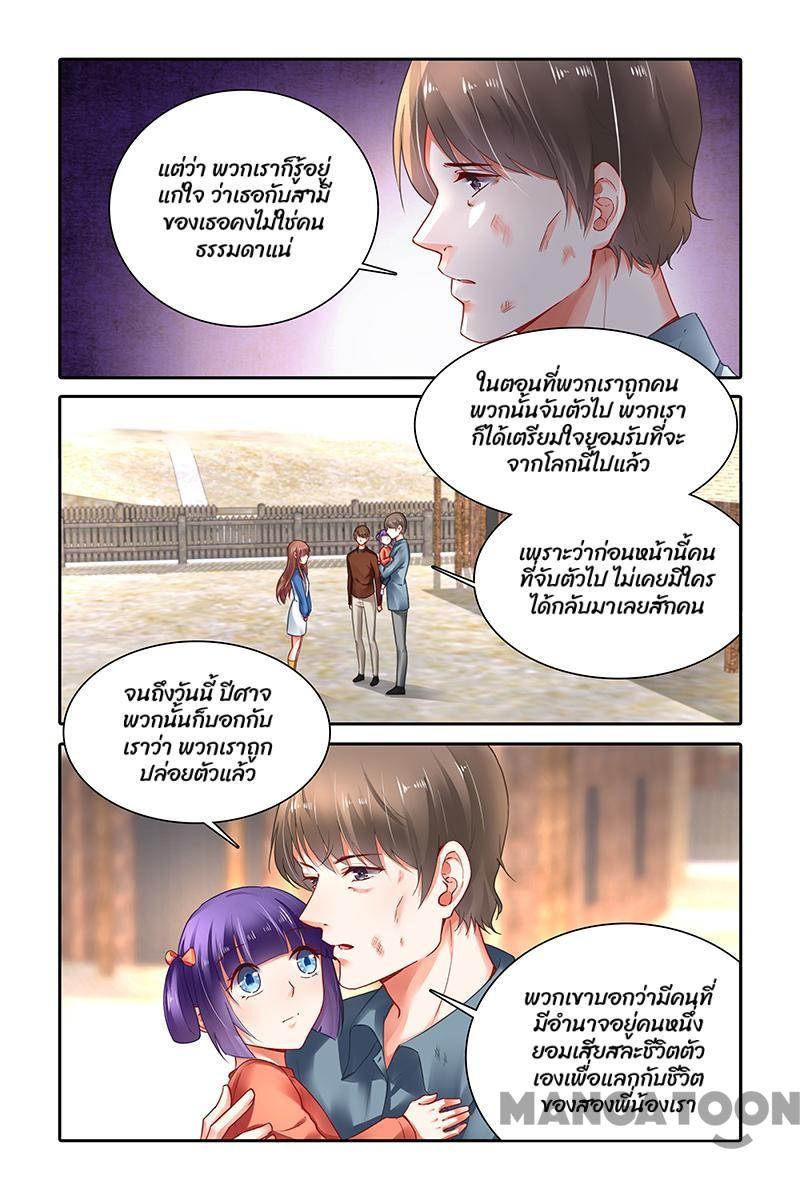 แต่ว่า พวกเราก็รู้อยู่
แก่ใจ ว่าเธอกับสามี
ของเธอคงไม่ใช่คน
ธรรมดาแน่
ในตอนที่พวกเราถูกคน
พวกนั้นจับตัวไป พวกเรา
ก็ได้เตรียมใจยอมรับที่จะ
จากโลกนี้ไปแล้ว
เพราะว่าก่อนหน้านี้คน
ที่จับตัวไป ไม่เคยมีใคร
ได้กลับมาเลยสักคน
จนถึงวันนี้ ปีศาจ
พวกนั้นก็บอกกับ
เราว่า พวกเราถูก
ปล่อยตัวแล้ว
พวกเขาบอกว่ามีคนที่
มีอำนาจอยู่คนหนึ่ง
ยอมเสียสละชีวิตตัว
เองเพื่อแลกกับชีวิต
ของสองพี่น้องเรา
MANGATOON